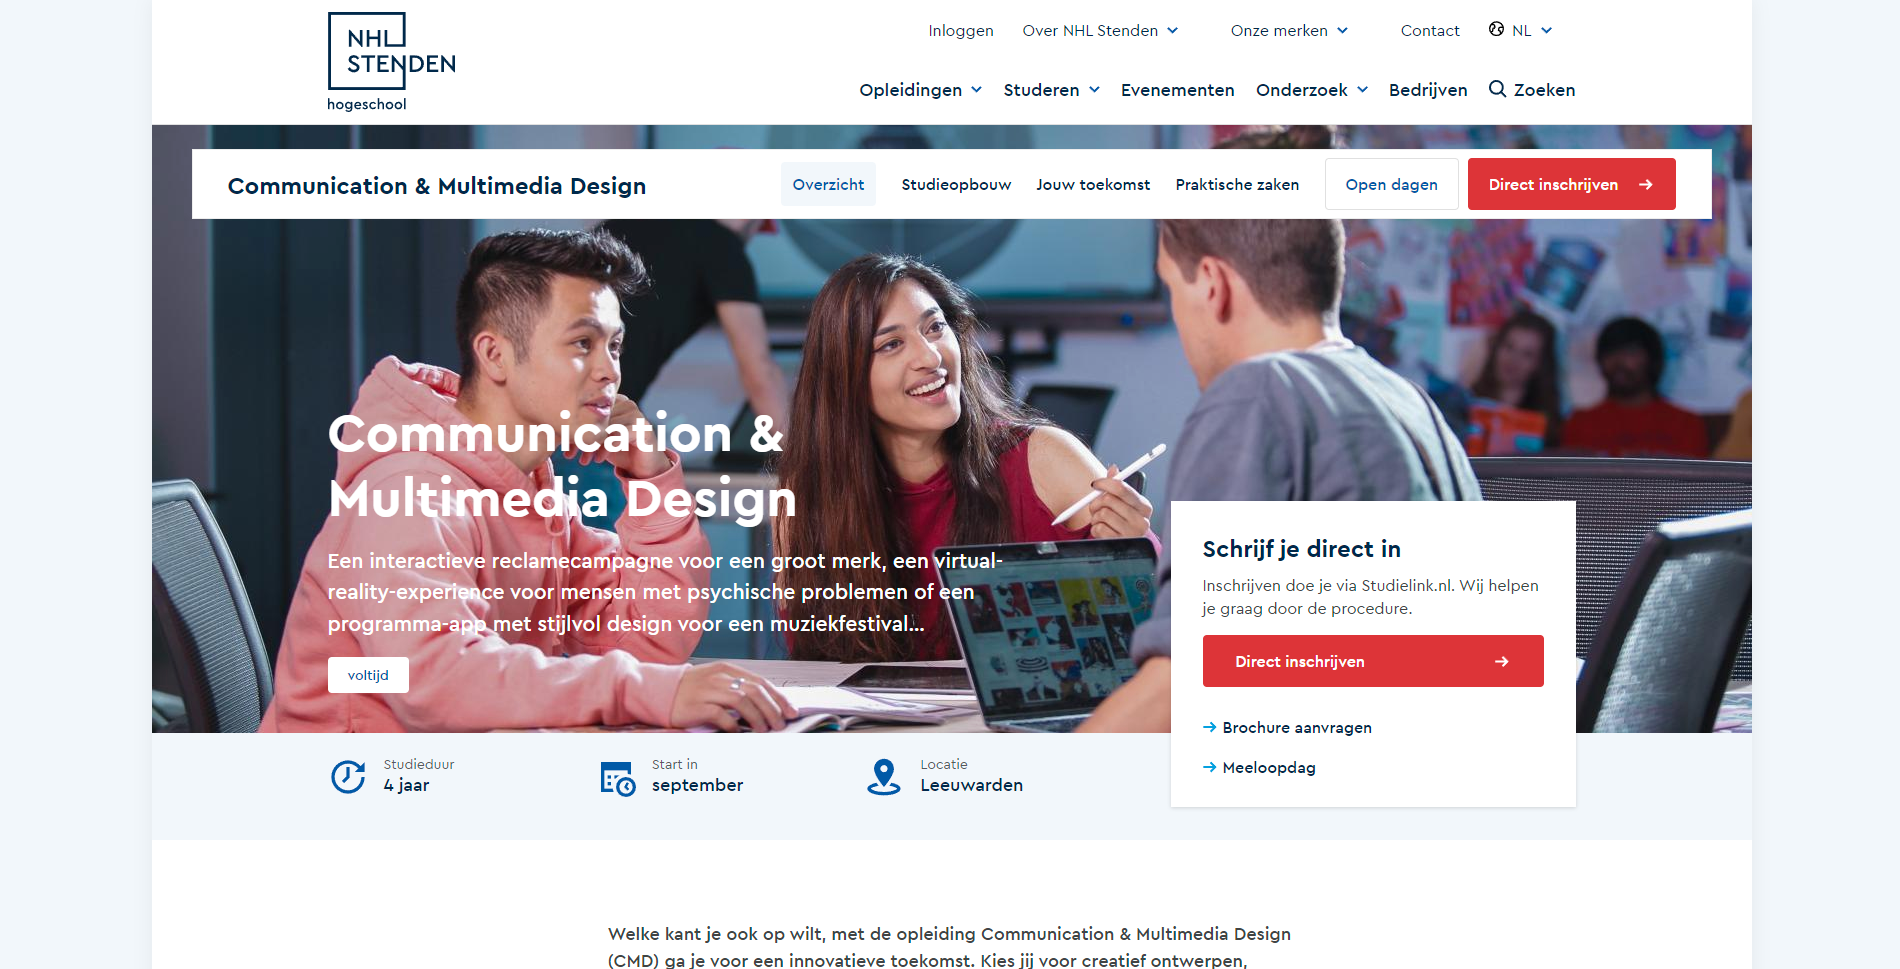 NHL
STENDEN
hogeschool
Inloggen
Over NHL Stenden
Onze merken
Contact
NL
Opleidingen
Studeren
Evenementen
Onderzoek
Bedrijven
Zoeken
Communication & Multimedia Design
Overzicht
Studieopbouw
Jouw toekomst
Praktische zaken
Open dagen
Direct inschrijven
Communication &
Multimedia Design
Een interactieve reclamecampagne voor een groot merk, een virtual-
reality-experience voor mensen met psychische problemen of een
programma-app met stijlvol design voor een muziekfestival...
voltijd
Schrijf je direct in
Inschrijven doe je via Studielink.nl. Wij helpen
je graag door de procedure.
Direct inschrijven
Brochure aanvragen
Meeloopdag
Studieduur
4 jaar
Start in
september
Locatie
Leeuwarden
Welke kant je ook op wilt, met de opleiding Communication & Multimedia Design
(CMD) ga je voor een innovatieve toekomst. Kies jij voor creatief ontwerpen,